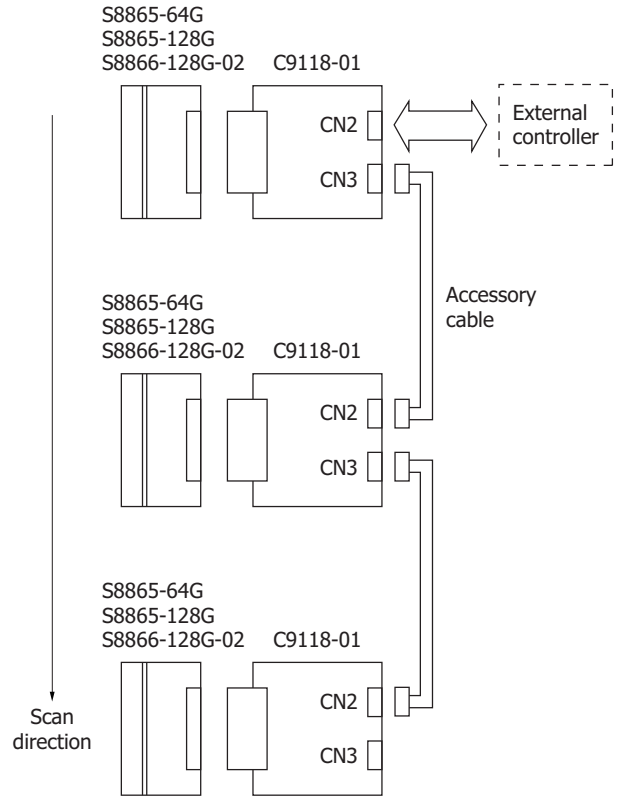 S8865-64G
S8865-128G
S8866-128G-02 C9118-01
CN2
External
controller
CN3
Accessory
cable
S8865-64G
S8865-128G
S8866-128G-02 C9118-01
CN2
CN3
S8865-64G
S8865-128G
S8866-128G-02 C9118-01
CN2
CN3
Scan
direction